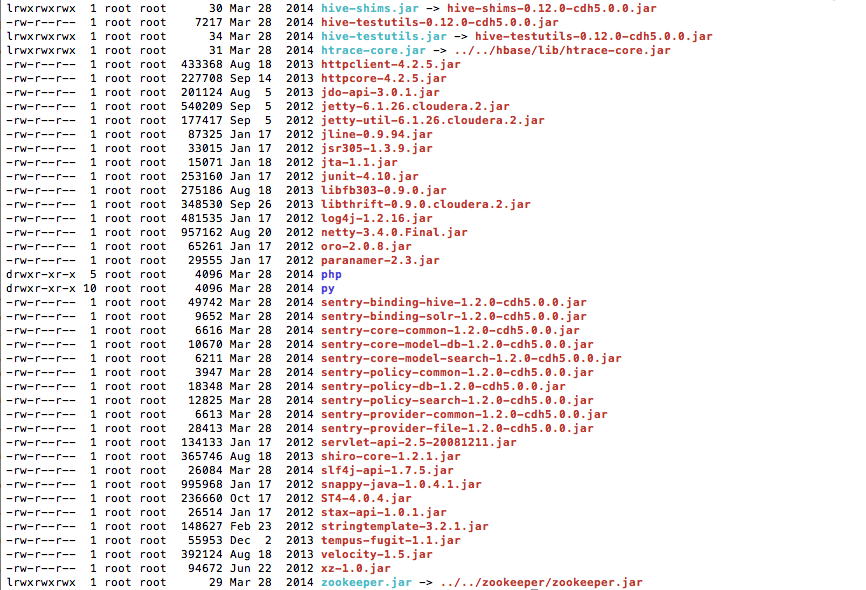 lrwxrwxrwx  1 root root     30 Mar 28  2014 hive-shims.jar -> hive-shims-0.12.0-cdh5.0.0.jar
-rw-r--r--  1 root root   7217 Mar 28  2014 hive-testutils-0.12.0-cdh5.0.0.jar
lrwxrwxrwx  1 root root     34 Mar 28  2014 hive-testutils.jar -> hive-testutils-0.12.0-cdh5.0.0.jar
lrwxrwxrwx  1 root root     31 Mar 28  2014 htrace-core.jar -> ../../hbase/lib/htrace-core.jar
-rw-r--r--  1 root root 433368 Aug 18  2013 httpclient-4.2.5.jar
-rw-r--r--  1 root root 227708 Sep 14  2013 httpcore-4.2.5.jar
-rw-r--r--  1 root root 201124 Aug  5  2013 jdo-api-3.0.1.jar
-rw-r--r--  1 root root 540209 Sep  5  2012 jetty-6.1.26.cloudera.2.jar
-rw-r--r--  1 root root 177417 Sep  5  2012 jetty-util-6.1.26.cloudera.2.jar
-rw-r--r--  1 root root  87325 Jan 17  2012 jline-0.9.94.jar
-rw-r--r--  1 root root  33015 Jan 17  2012 jsr305-1.3.9.jar
-rw-r--r--  1 root root  15071 Jan 18  2012 jta-1.1.jar
-rw-r--r--  1 root root 253160 Jan 17  2012 junit-4.10.jar
-rw-r--r--  1 root root 275186 Aug 18  2013 libfb303-0.9.0.jar
-rw-r--r--  1 root root 348530 Sep 26  2013 libthrift-0.9.0.cloudera.2.jar
-rw-r--r--  1 root root 481535 Jan 17  2012 log4j-1.2.16.jar
-rw-r--r--  1 root root 957162 Aug 20  2012 netty-3.4.0.Final.jar
-rw-r--r--  1 root root  65261 Jan 17  2012 oro-2.0.8.jar
-rw-r--r--  1 root root  29555 Jan 17  2012 paranamer-2.3.jar
drwxr-xr-x  5 root root   4096 Mar 28  2014 php
drwxr-xr-x 10 root root   4096 Mar 28  2014 py
-rw-r--r--  1 root root  49742 Mar 28  2014 sentry-binding-hive-1.2.0-cdh5.0.0.jar
-rw-r--r--  1 root root   9652 Mar 28  2014 sentry-binding-solr-1.2.0-cdh5.0.0.jar
-rw-r--r--  1 root root   6616 Mar 28  2014 sentry-core-common-1.2.0-cdh5.0.0.jar
-rw-r--r--  1 root root  10670 Mar 28  2014 sentry-core-model-db-1.2.0-cdh5.0.0.jar
-rw-r--r--  1 root root   6211 Mar 28  2014 sentry-core-model-search-1.2.0-cdh5.0.0.jar
-rw-r--r--  1 root root   3947 Mar 28  2014 sentry-policy-common-1.2.0-cdh5.0.0.jar
-rw-r--r--  1 root root  18348 Mar 28  2014 sentry-policy-db-1.2.0-cdh5.0.0.jar
-rw-r--r--  1 root root  12825 Mar 28  2014 sentry-policy-search-1.2.0-cdh5.0.0.jar
-rw-r--r--  1 root root   6613 Mar 28  2014 sentry-provider-common-1.2.0-cdh5.0.0.jar
-rw-r--r--  1 root root  28413 Mar 28  2014 sentry-provider-file-1.2.0-cdh5.0.0.jar
-rw-r--r--  1 root root 134133 Jan 17  2012 servlet-api-2.5-20081211.jar
-rw-r--r--  1 root root 365746 Aug 18  2013 shiro-core-1.2.1.jar
-rw-r--r--  1 root root  26084 Mar 28  2014 slf4j-api-1.7.5.jar
-rw-r--r--  1 root root 995968 Jan 17  2012 snappy-java-1.0.4.1.jar
-rw-r--r--  1 root root 236660 Oct 17  2012 ST4-4.0.4.jar
-rw-r--r--  1 root root  26514 Jan 17  2012 stax-api-1.0.1.jar
-rw-r--r--  1 root root 148627 Feb 23  2012 stringtemplate-3.2.1.jar
-rw-r--r--  1 root root  55953 Dec  2  2013 tempus-fugit-1.1.jar
-rw-r--r--  1 root root 392124 Aug 18  2013 velocity-1.5.jar
-rw-r--r--  1 root root  94672 Jun 22  2012 xz-1.0.jar
lrwxrwxrwx  1 root root     29 Mar 28  2014 zookeeper.jar -> ../../zookeeper/zookeeper.jar